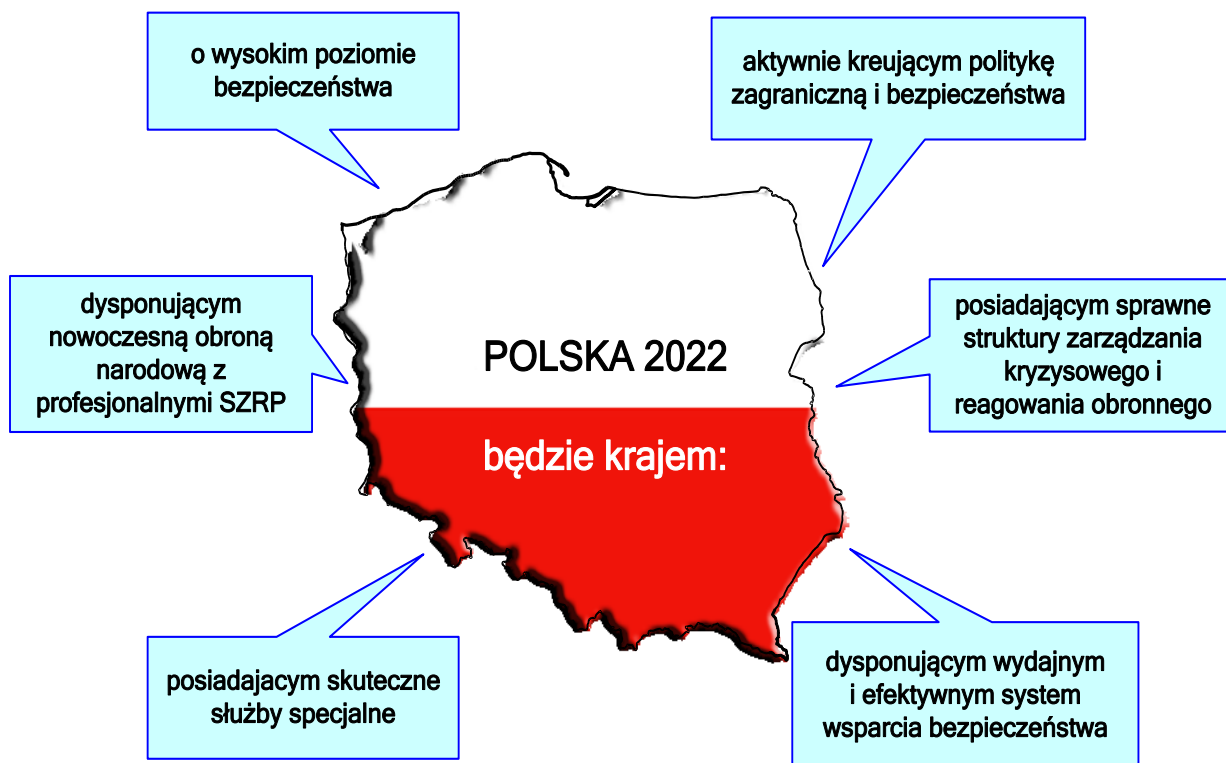 o wysokim poziomie
bezpieczeństwa
aktywnie kreującym politykę
zagraniczną i bezpieczeństwa
dysponującym
nowoczesną obroną
narodową z
profesjonalnymi SZRP
posiadającym sprawne
struktury zarządzania
kryzysowego i
reagowania obronnego
POLSKA 2022
będzie krajem:
posiadajacym skuteczne
służby specjalne
dysponującym wydajnym
i efektywnym system
wsparcia bezpieczeństwa